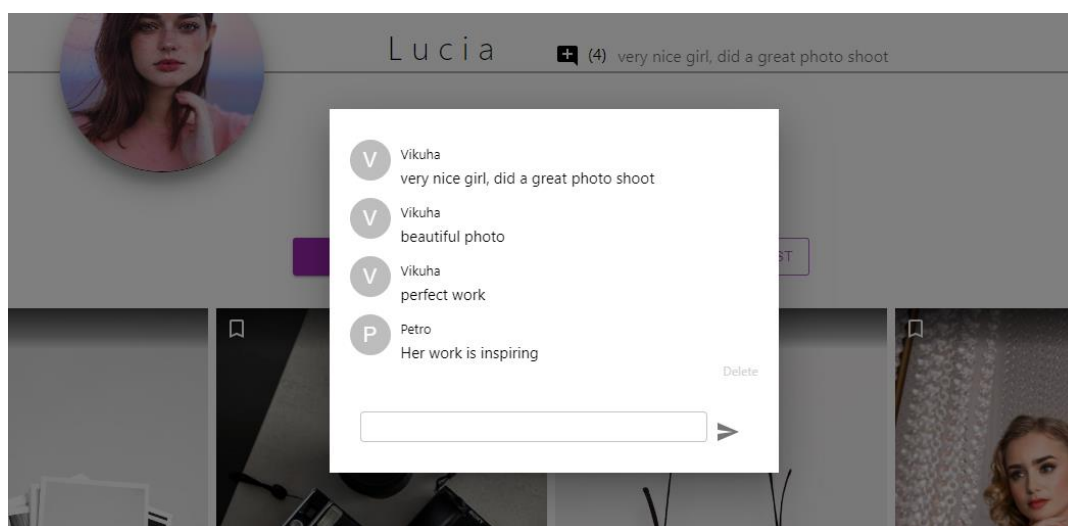 Lucia
(4) very nice girl, did a great photo shoot
V
Vikuha
very nice girl, did a great photo shoot
V
Vikuha
beautiful photo
V
Vikuha
perfect work
P
Petro
Her work is inspiring
Delete
ST